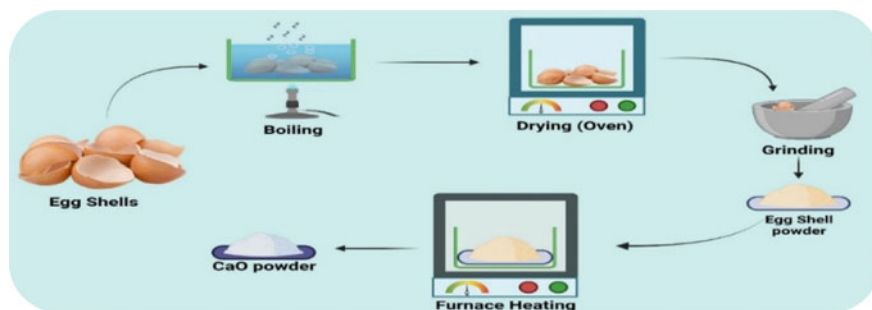 Egg Shells
Boiling
Drying (Oven)
Grinding
Egg Shell
powder
Furnace Heating
CaO powder